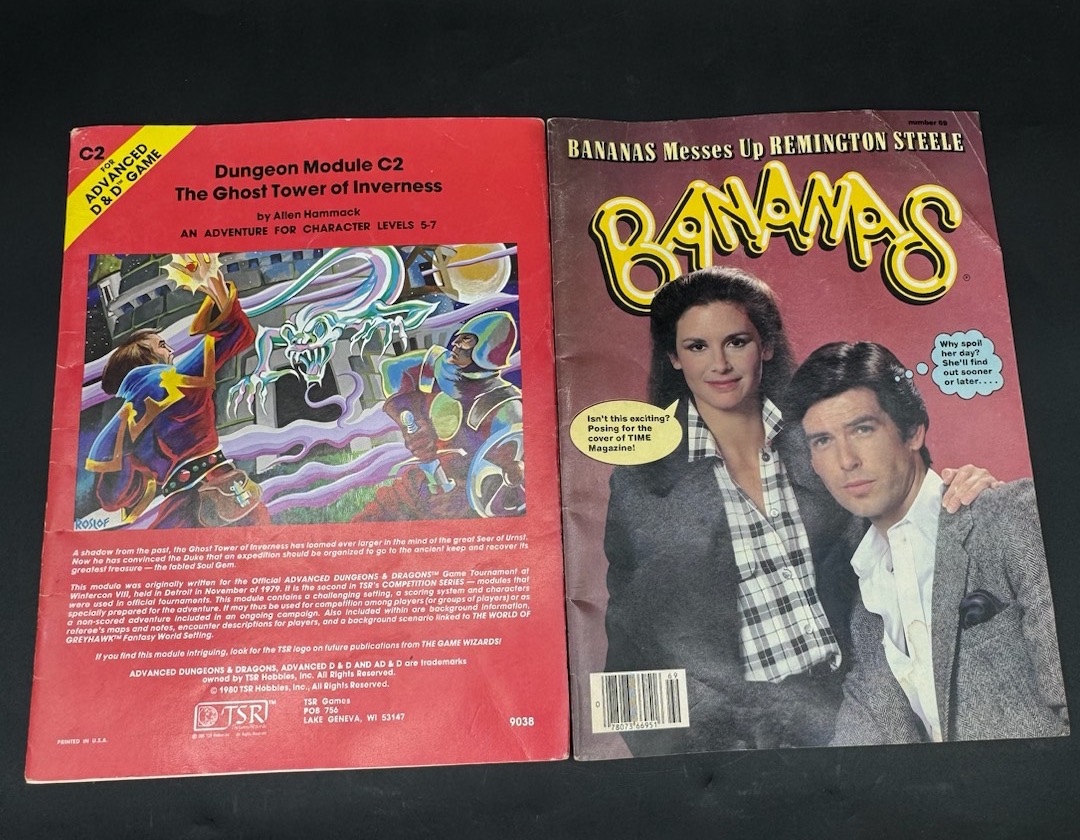 C2
FOR
ADVANCED
D & D™ GAME
Dungeon Module C2
The Ghost Tower of Inverness
by Allen Hammack
AN ADVENTURE FOR CHARACTER LEVELS 5-7
ROSLOF
A shadow from the past, the Ghost Tower of Inverness has loomed ever larger in the mind of the great Seer of Urnst.
Now he has convinced the Duke that an expedition should be organized to go to the ancient keep and recover its
greatest treasure — the fabled Soul Gem.
This module was originally written for the Official ADVANCED DUNGEONS & DRAGONS™ Game Tournament at
Wintercon VIII, held in Detroit in November of 1979. It is the second in TSR's COMPETITION SERIES — modules that
were used in official tournaments. This module contains a challenging setting, a scoring system and characters
specially prepared for the adventure. It may thus be used for competition among players (or groups of players) or as
a non-scored adventure included in an ongoing campaign. Also included within are background information,
referee's maps and notes, encounter descriptions for players, and a background scenario linked to THE WORLD OF
GREYHAWK™ Fantasy World Setting.
If you find this module intriguing, look for the TSR logo on future publications from THE GAME WIZARDS!
ADVANCED DUNGEONS & DRAGONS, ADVANCED D & D AND AD & D are trademarks
owned by TSR Hobbies, Inc. All Rights Reserved.
© 1980 TSR Hobbies, Inc., All Rights Reserved.
TSR™
TSR Games
POB 756
LAKE GENEVA, WI 53147
PRINTED IN U.S.A.
9038
number 69
BANANAS Messes Up REMINGTON STEELE
BANANAS
®
Why spoil
her day?
She'll find
out sooner
or later....
Isn't this exciting?
Posing for the
cover of TIME
Magazine!
69
0
78073 66951